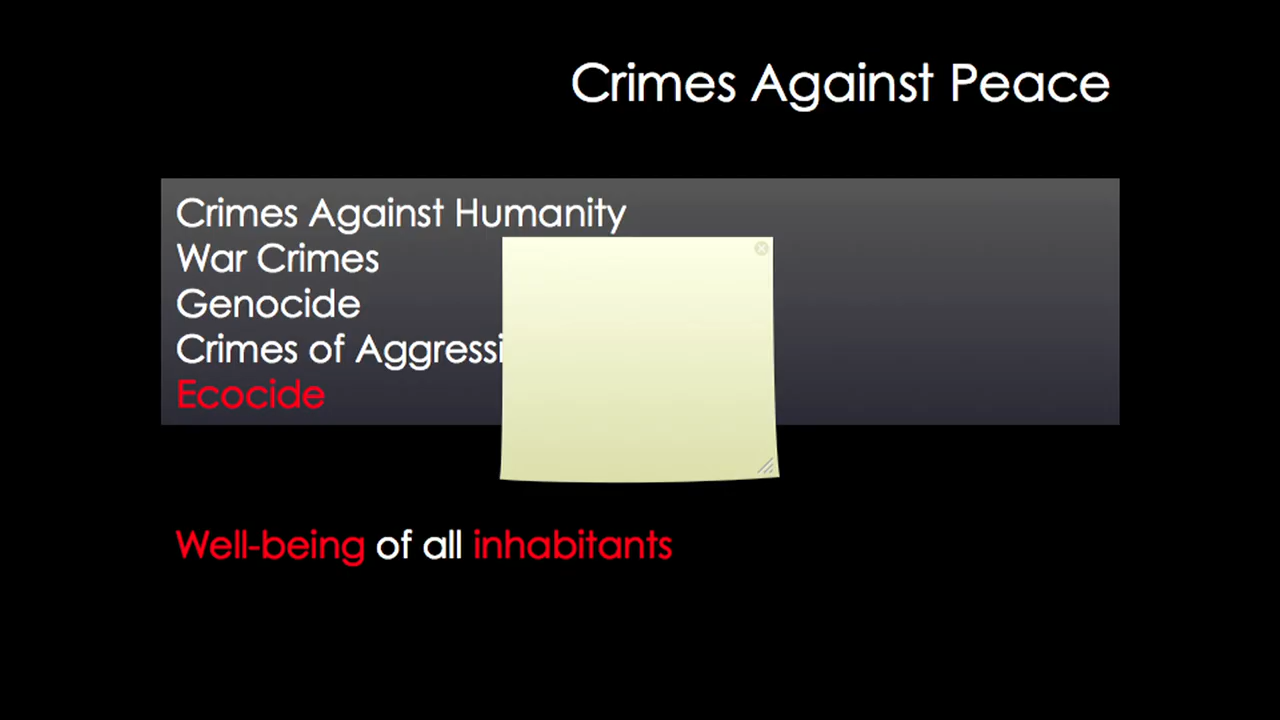 Crimes Against Peace
Crimes Against Humanity
War Crimes
Genocide
Crimes of Aggressi
Ecocide
Well-being of all inhabitants